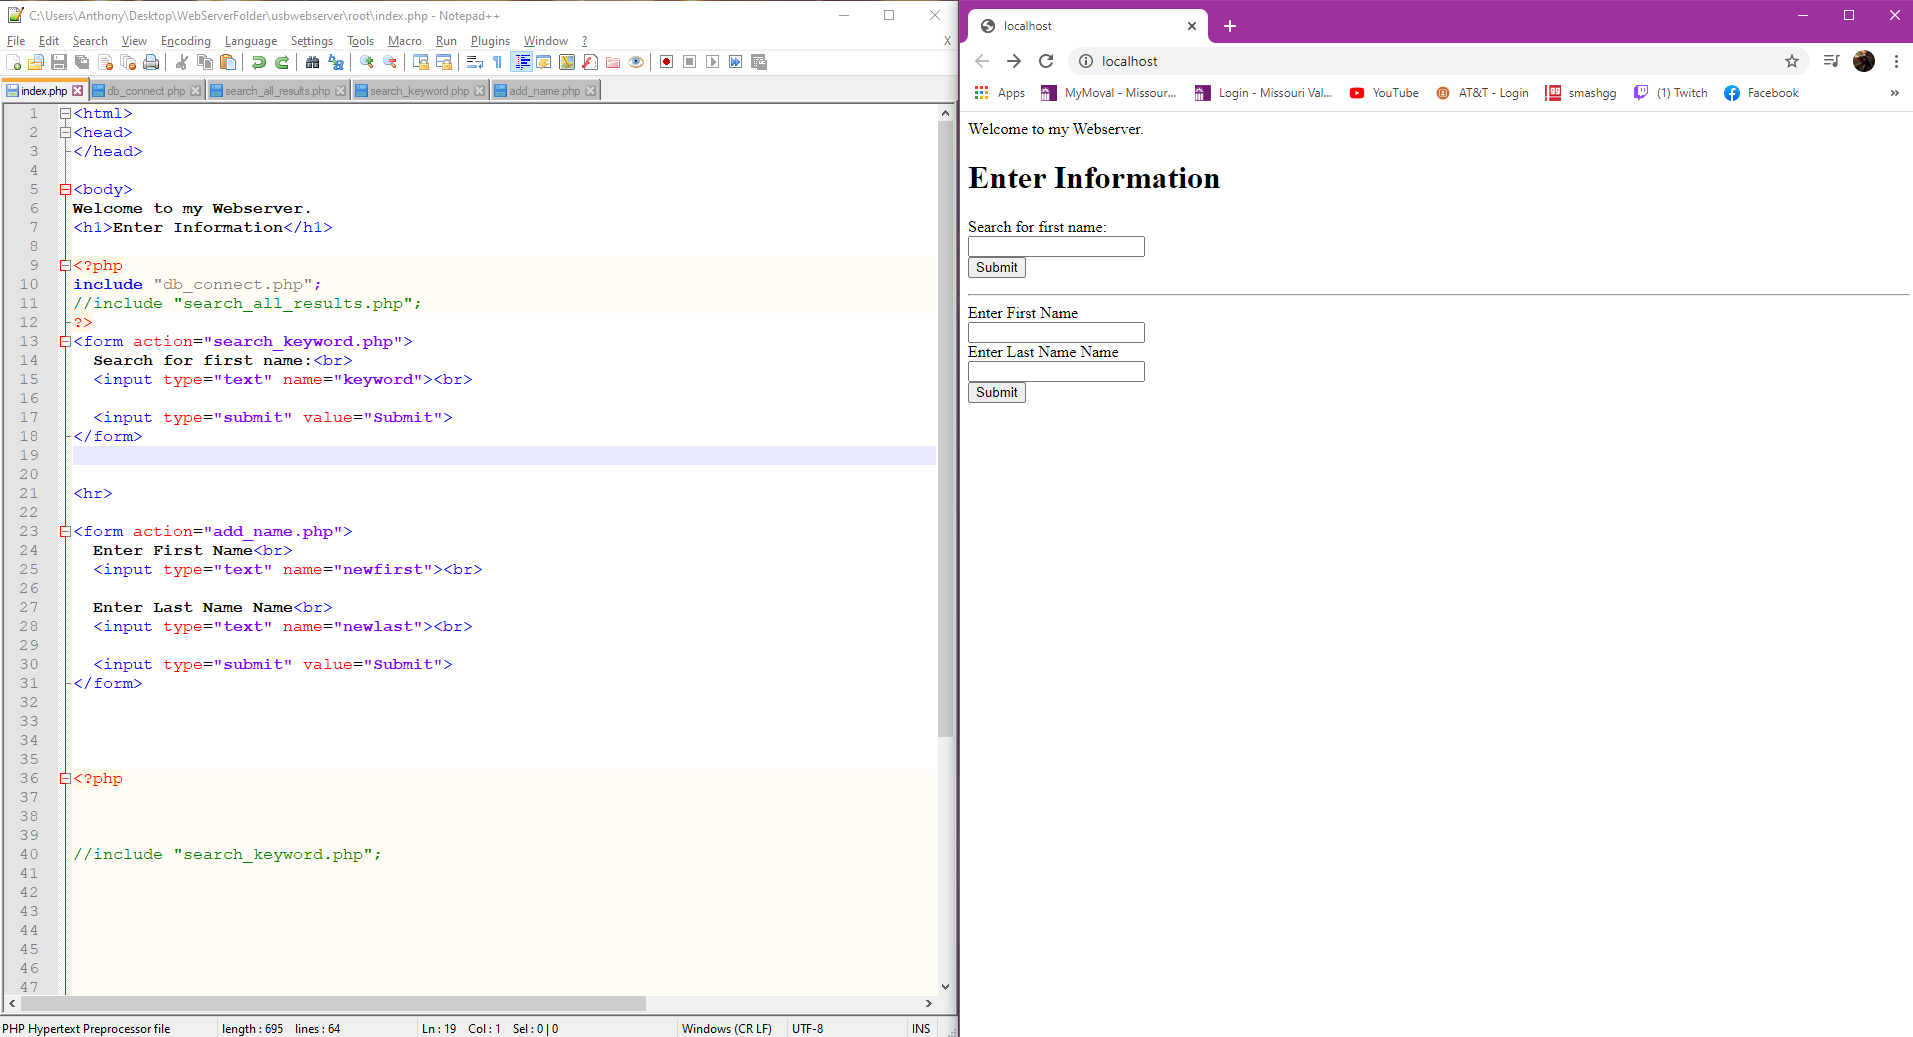 C:\Users\Anthony\Desktop\WebServerFolder\usbwebserver\root\index.php - Notepad++
File Edit Search View Encoding Language Settings Tools Macro Run Plugins Window ? X
index.php db_connect.php search_all_results.php search_keyword.php add_name.php
1 <html>
2 <head>
3 </head>
4
5 <body>
6 Welcome to my Webserver.
7 <h1>Enter Information</h1>
8
9 <?php
10 include "db_connect.php";
11 //include "search_all_results.php";
12 ?>
13 <form action="search_keyword.php">
14 Search for first name:<br>
15 <input type="text" name="keyword"><br>
16
17 <input type="submit" value="Submit">
18 </form>
19
20
21 <hr>
22
23 <form action="add_name.php">
24 Enter First Name<br>
25 <input type="text" name="newfirst"><br>
26
27 Enter Last Name Name<br>
28 <input type="text" name="newlast"><br>
29
30 <input type="submit" value="Submit">
31 </form>
32
33
34
35
36 <?php
37
38
39
40 //include "search_keyword.php";
41
42
43
44
45
46
47
PHP Hypertext Preprocessor file length : 695 lines : 64 Ln : 19 Col : 1 Sel : 0 | 0 Windows (CR LF) UTF-8 INS
localhost
localhost
Apps MyMoval - Missour... Login - Missouri Val... YouTube AT&T - Login gg smashgg (1) Twitch Facebook »
Welcome to my Webserver.
Enter Information
Search for first name:
Submit
Enter First Name
Enter Last Name Name
Submit